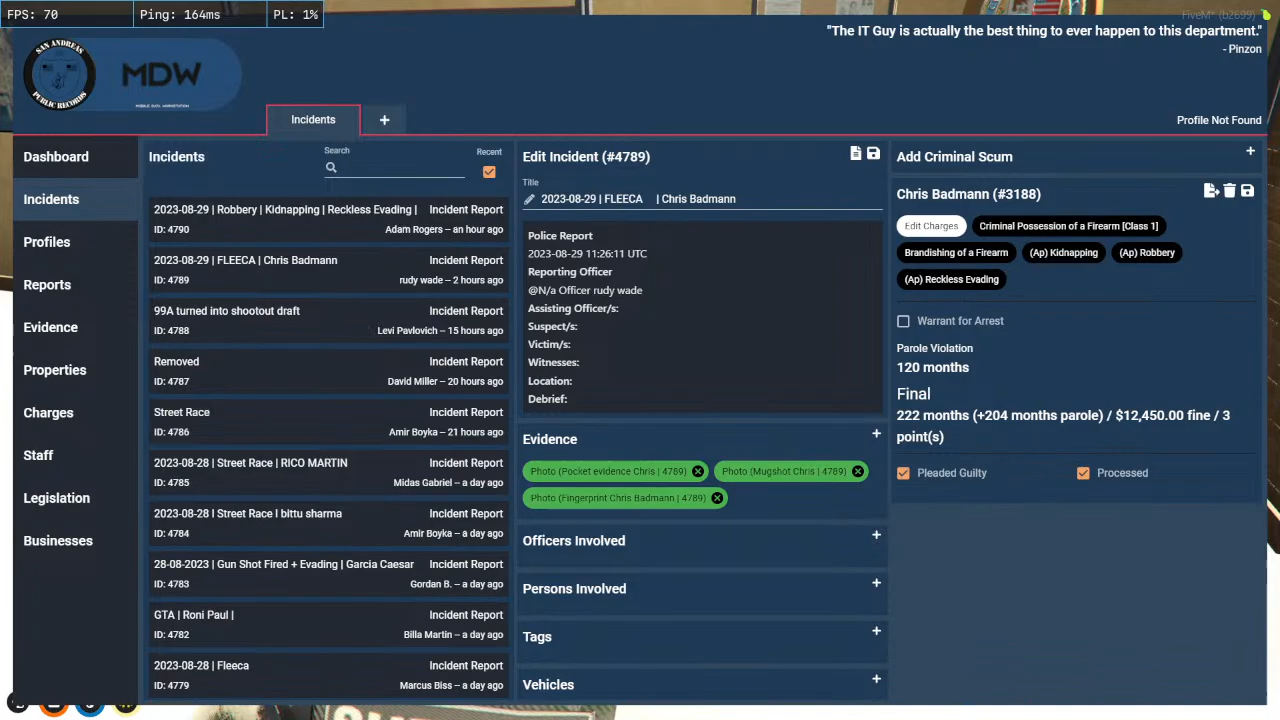 FPS: 70
Ping: 164ms
PL: 1%
FiveM* (b2699)
"The IT Guy is actually the best thing to ever happen to this department."
- Pinzon
SAN ANDREAS
PUBLIC RECORDS
MDW
MOBILE DATA WORKSTATION
Incidents
+
Profile Not Found
Dashboard
Incidents
Profiles
Reports
Evidence
Properties
Charges
Staff
Legislation
Businesses
Incidents
Search
Recent
2023-08-29 | Robbery | Kidnapping | Reckless Evading | Incident Report
ID: 4790 Adam Rogers – an hour ago
2023-08-29 | FLEECA | Chris Badmann Incident Report
ID: 4789 rudy wade – 2 hours ago
99A turned into shootout draft Incident Report
ID: 4788 Levi Pavlovich – 15 hours ago
Removed Incident Report
ID: 4787 David Miller – 20 hours ago
Street Race Incident Report
ID: 4786 Amir Boyka – 21 hours ago
2023-08-28 | Street Race | RICO MARTIN Incident Report
ID: 4785 Midas Gabriel – a day ago
2023-08-28 | Street Race I bittu sharma Incident Report
ID: 4784 Amir Boyka – a day ago
28-08-2023 | Gun Shot Fired + Evading | Garcia Caesar Incident Report
ID: 4783 Gordan B. – a day ago
GTA | Roni Paul | Incident Report
ID: 4782 Billa Martin – a day ago
2023-08-28 | Fleeca Incident Report
ID: 4779 Marcus Biss – a day ago
Edit Incident (#4789)
Title
2023-08-29 | FLEECA | Chris Badmann
Police Report
2023-08-29 11:26:11 UTC
Reporting Officer
@N/a Officer rudy wade
Assisting Officer/s:
Suspect/s:
Victim/s:
Witnesses:
Location:
Debrief:
Evidence +
Photo (Pocket evidence Chris | 4789) Photo (Mugshot Chris | 4789)
Photo (Fingerprint Chris Badmann | 4789)
Officers Involved +
Persons Involved +
Tags +
Vehicles +
Add Criminal Scum +
Chris Badmann (#3188)
Edit Charges Criminal Possession of a Firearm [Class 1]
Brandishing of a Firearm (Ap) Kidnapping (Ap) Robbery
(Ap) Reckless Evading
Warrant for Arrest
Parole Violation
120 months
Final
222 months (+204 months parole) / $12,450.00 fine / 3
point(s)
Pleaded Guilty Processed